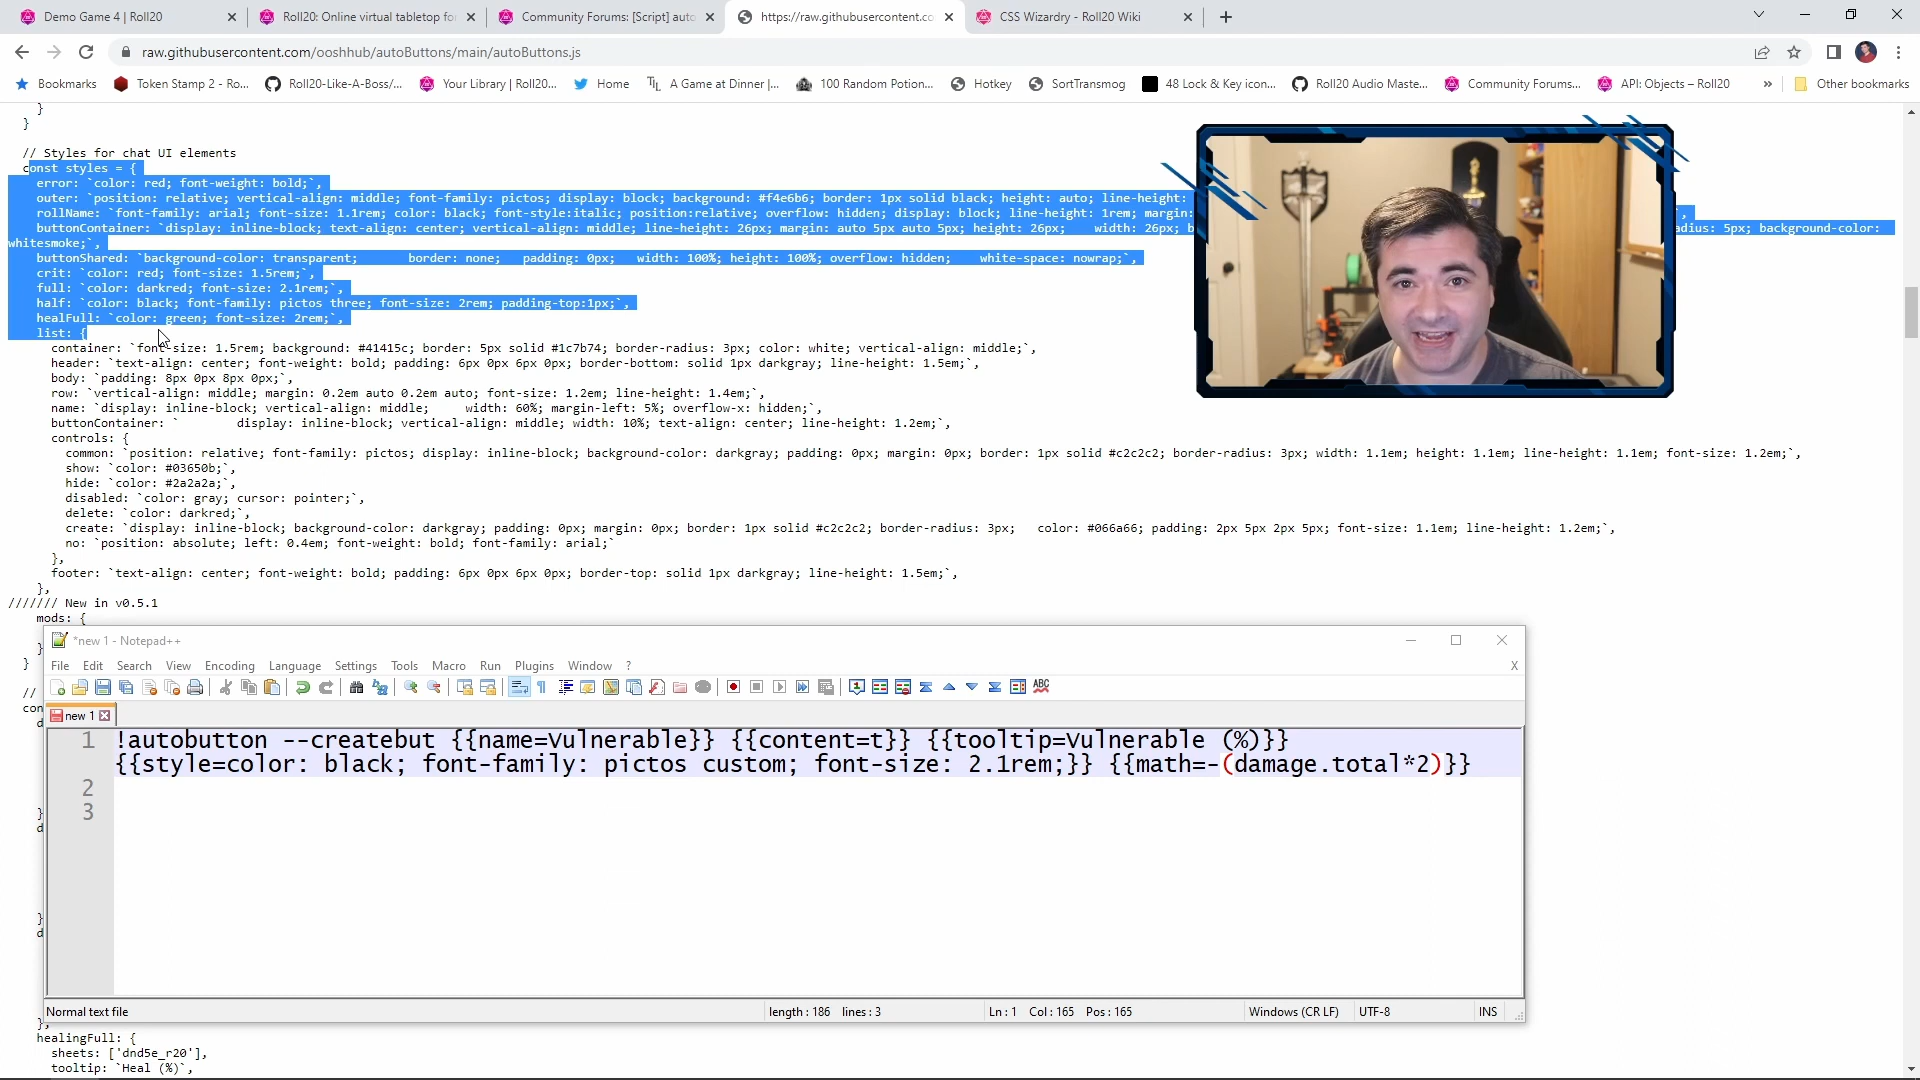 Demo Game 4 | Roll20
Roll20: Online virtual tabletop fo
Community Forums: [Script] auto
https://raw.githubusercontent.co
CSS Wizardry - Roll20 Wiki
raw.githubusercontent.com/ooshhub/autoButtons/main/autoButtons.js
Bookmarks
Token Stamp 2 - Ro...
Roll20-Like-A-Boss/...
Your Library | Roll20...
Home
TL
A Game at Dinner |...
100 Random Potion...
Hotkey
SortTransmog
48 Lock & Key icon...
Roll20 Audio Maste...
Community Forums...
API: Objects – Roll20
»
Other bookmarks
}
}
// Styles for chat UI elements
const styles = {
error: `color: red; font-weight: bold;`,
outer: `position: relative; vertical-align: middle; font-family: pictos; display: block; background: #f4e6b6; border: 1px solid black; height: auto; line-height:
rollName: `font-family: arial; font-size: 1.1rem; color: black; font-style:italic; position:relative; overflow: hidden; display: block; line-height: 1rem; margin: `,
buttonContainer: `display: inline-block; text-align: center; vertical-align: middle; line-height: 26px; margin: auto 5px auto 5px; height: 26px; width: 26px; b adius: 5px; background-color:
whitesmoke;`,
buttonShared: `background-color: transparent; border: none; padding: 0px; width: 100%; height: 100%; overflow: hidden; white-space: nowrap;`,
crit: `color: red; font-size: 1.5rem;`,
full: `color: darkred; font-size: 2.1rem;`,
half: `color: black; font-family: pictos three; font-size: 2rem; padding-top:1px;`,
healFull: `color: green; font-size: 2rem;`,
list: {
container: `font-size: 1.5rem; background: #41415c; border: 5px solid #1c7b74; border-radius: 3px; color: white; vertical-align: middle;`,
header: `text-align: center; font-weight: bold; padding: 6px 0px 6px 0px; border-bottom: solid 1px darkgray; line-height: 1.5em;`,
body: `padding: 8px 0px 8px 0px;`,
row: `vertical-align: middle; margin: 0.2em auto 0.2em auto; font-size: 1.2em; line-height: 1.4em;`,
name: `display: inline-block; vertical-align: middle; width: 60%; margin-left: 5%; overflow-x: hidden;`,
buttonContainer: ` display: inline-block; vertical-align: middle; width: 10%; text-align: center; line-height: 1.2em;`,
controls: {
common: `position: relative; font-family: pictos; display: inline-block; background-color: darkgray; padding: 0px; margin: 0px; border: 1px solid #c2c2c2; border-radius: 3px; width: 1.1em; height: 1.1em; line-height: 1.1em; font-size: 1.2em;`,
show: `color: #03650b;`,
hide: `color: #2a2a2a;`,
disabled: `color: gray; cursor: pointer;`,
delete: `color: darkred;`,
create: `display: inline-block; background-color: darkgray; padding: 0px; margin: 0px; border: 1px solid #c2c2c2; border-radius: 3px; color: #066a66; padding: 2px 5px 2px 5px; font-size: 1.1em; line-height: 1.2em;`,
no: `position: absolute; left: 0.4em; font-weight: bold; font-family: arial;`
},
footer: `text-align: center; font-weight: bold; padding: 6px 0px 6px 0px; border-top: solid 1px darkgray; line-height: 1.5em;`,
},
/////// New in v0.5.1
mods: {
}
}
//
con
d
}
d
}
d
*new 1 - Notepad++
File Edit Search View Encoding Language Settings Tools Macro Run Plugins Window ?
X
ABC
new 1
1 !autobutton --createbut {{name=Vulnerable}} {{content=t}} {{tooltip=Vulnerable (%)}}
{{style=color: black; font-family: pictos custom; font-size: 2.1rem;}} {{math=-(damage.total*2)}}
2
3
Normal text file
length : 186 lines : 3
Ln : 1 Col : 165 Pos : 165
Windows (CR LF)
UTF-8
INS
},
healingFull: {
sheets: ['dnd5e_r20'],
tooltip: `Heal (%)`,